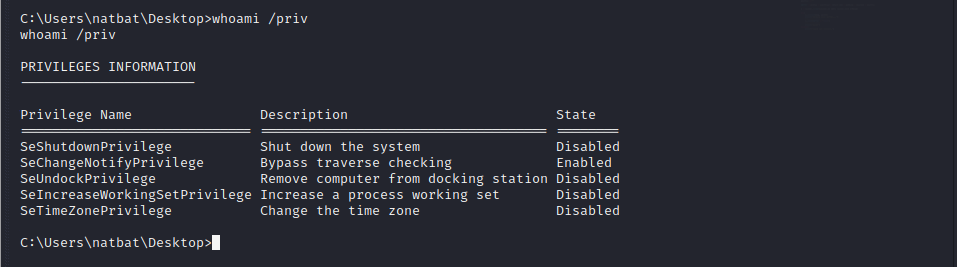 C:\Users\natbat\Desktop>whoami /priv
whoami /priv
PRIVILEGES INFORMATION
----------------------
Privilege Name                Description                          State
============================= ==================================== ========
SeShutdownPrivilege           Shut down the system                 Disabled
SeChangeNotifyPrivilege       Bypass traverse checking             Enabled
SeUndockPrivilege             Remove computer from docking station Disabled
SeIncreaseWorkingSetPrivilege Increase a process working set       Disabled
SeTimeZonePrivilege           Change the time zone                 Disabled
C:\Users\natbat\Desktop>